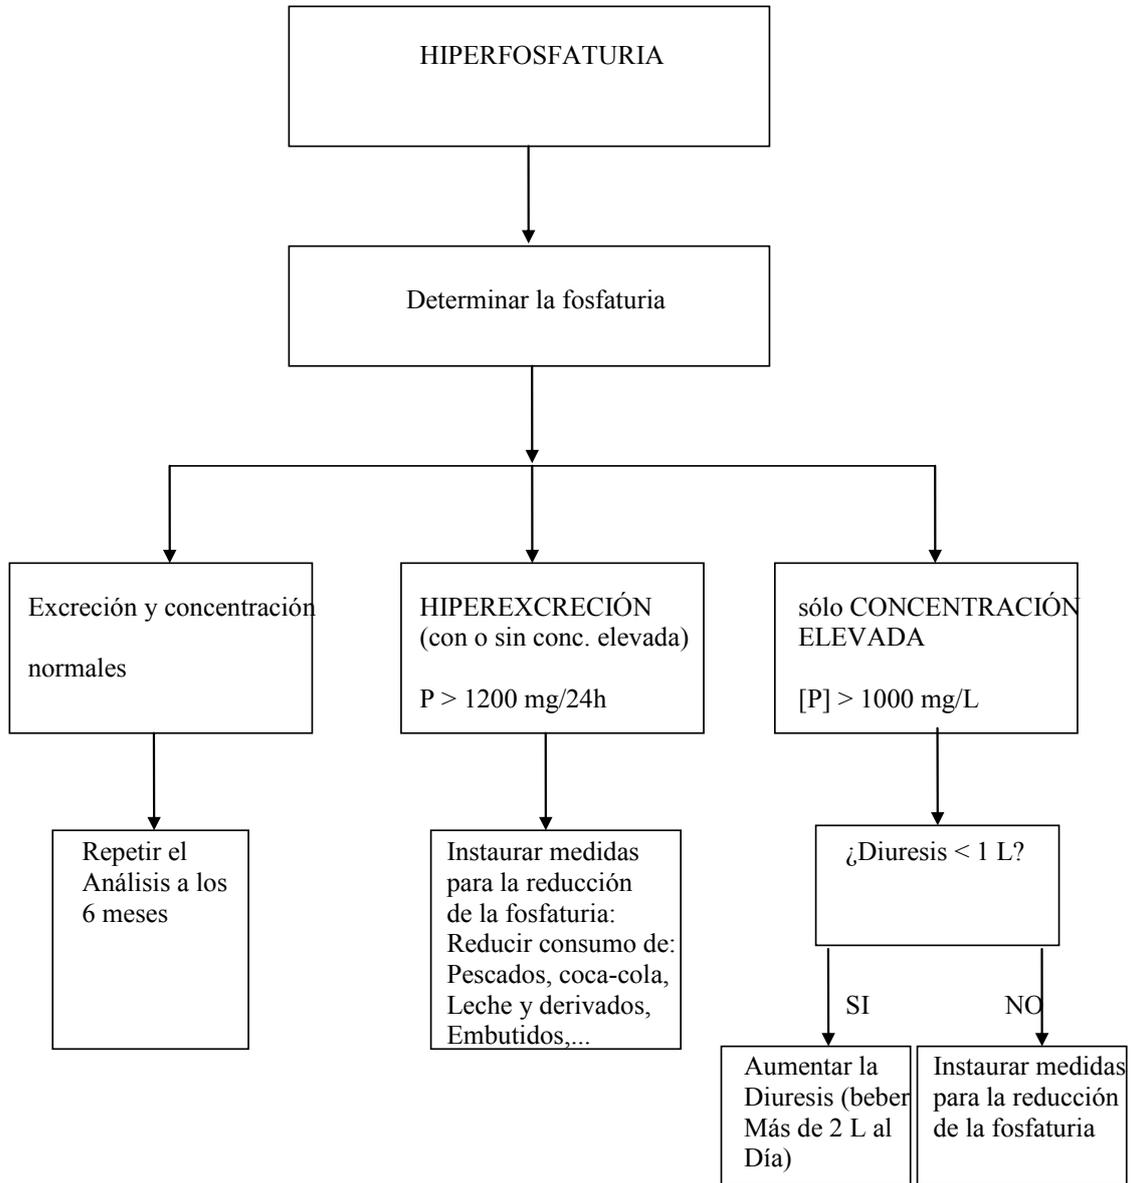 HIPERFOSFATURIA
Determinar la fosfaturia
Excreción y concentración
normales
HIPEREXCRECIÓN
(con o sin conc. elevada)
P > 1200 mg/24h
sólo CONCENTRACIÓN
ELEVADA
[P] > 1000 mg/L
Repetir el
Análisis a los
6 meses
Instaurar medidas
para la reducción
de la fosfaturia:
Reducir consumo de:
Pescados, coca-cola,
Leche y derivados,
Embutidos,...
¿Diuresis < 1 L?
SI
NO
Aumentar la
Diuresis (beber
Más de 2 L al
Día)
Instaurar medidas
para la reducción
de la fosfaturia